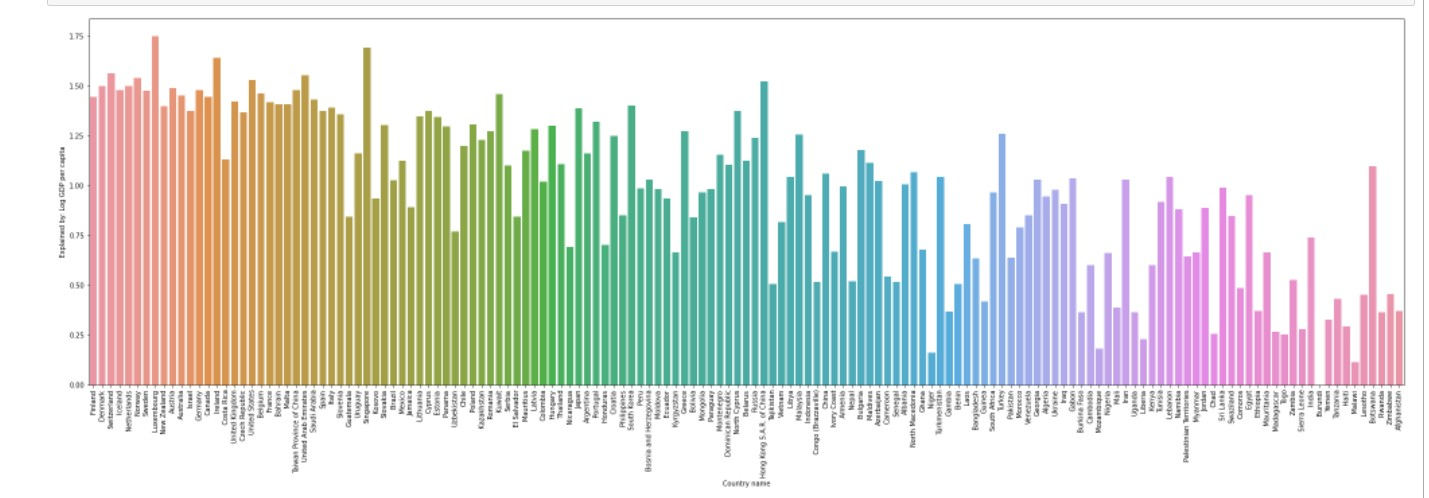 1.75
1.50
1.25
1.00
0.75
0.50
0.25
0.00
Explained by: Log GDP per capita
Finland
Denmark
Switzerland
Iceland
Netherlands
Norway
Sweden
Luxembourg
New Zealand
Austria
Australia
Israel
Germany
Canada
Ireland
Costa Rica
United Kingdom
Czech Republic
United States
Belgium
France
Bahrain
Malta
Taiwan Province of China
United Arab Emirates
Saudi Arabia
Spain
Italy
Slovenia
Guatemala
Uruguay
Singapore
Kosovo
Slovakia
Brazil
Mexico
Jamaica
Lithuania
Cyprus
Estonia
Panama
Uzbekistan
Chile
Poland
Kazakhstan
Romania
Kuwait
Serbia
El Salvador
Mauritius
Latvia
Colombia
Hungary
Thailand
Nicaragua
Japan
Argentina
Portugal
Honduras
Croatia
Philippines
South Korea
Peru
Bosnia and Herzegovina
Moldova
Ecuador
Kyrgyzstan
Greece
Bolivia
Mongolia
Paraguay
Montenegro
Dominican Republic
North Cyprus
Belarus
Russia
Hong Kong S.A.R. of China
Tajikistan
Vietnam
Libya
Malaysia
Indonesia
Congo (Brazzaville)
China
Ivory Coast
Armenia
Nepal
Bulgaria
Maldives
Azerbaijan
Cameroon
Senegal
Albania
North Macedonia
Ghana
Niger
Turkmenistan
Gambia
Benin
Laos
Bangladesh
Guinea
South Africa
Turkey
Pakistan
Morocco
Venezuela
Georgia
Algeria
Ukraine
Iraq
Gabon
Burkina Faso
Cambodia
Mozambique
Nigeria
Mali
Iran
Uganda
Liberia
Kenya
Tunisia
Lebanon
Namibia
Palestinian Territories
Myanmar
Jordan
Chad
Sri Lanka
Swaziland
Comoros
Egypt
Ethiopia
Mauritania
Madagascar
Togo
Zambia
Sierra Leone
India
Burundi
Yemen
Tanzania
Haiti
Malawi
Lesotho
Botswana
Rwanda
Zimbabwe
Afghanistan
Country name